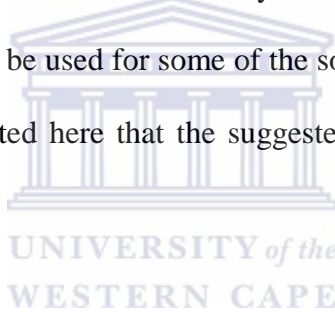 be used for some of the so
ted here that the suggeste
UNIVERSITY of the
WESTERN CAPE